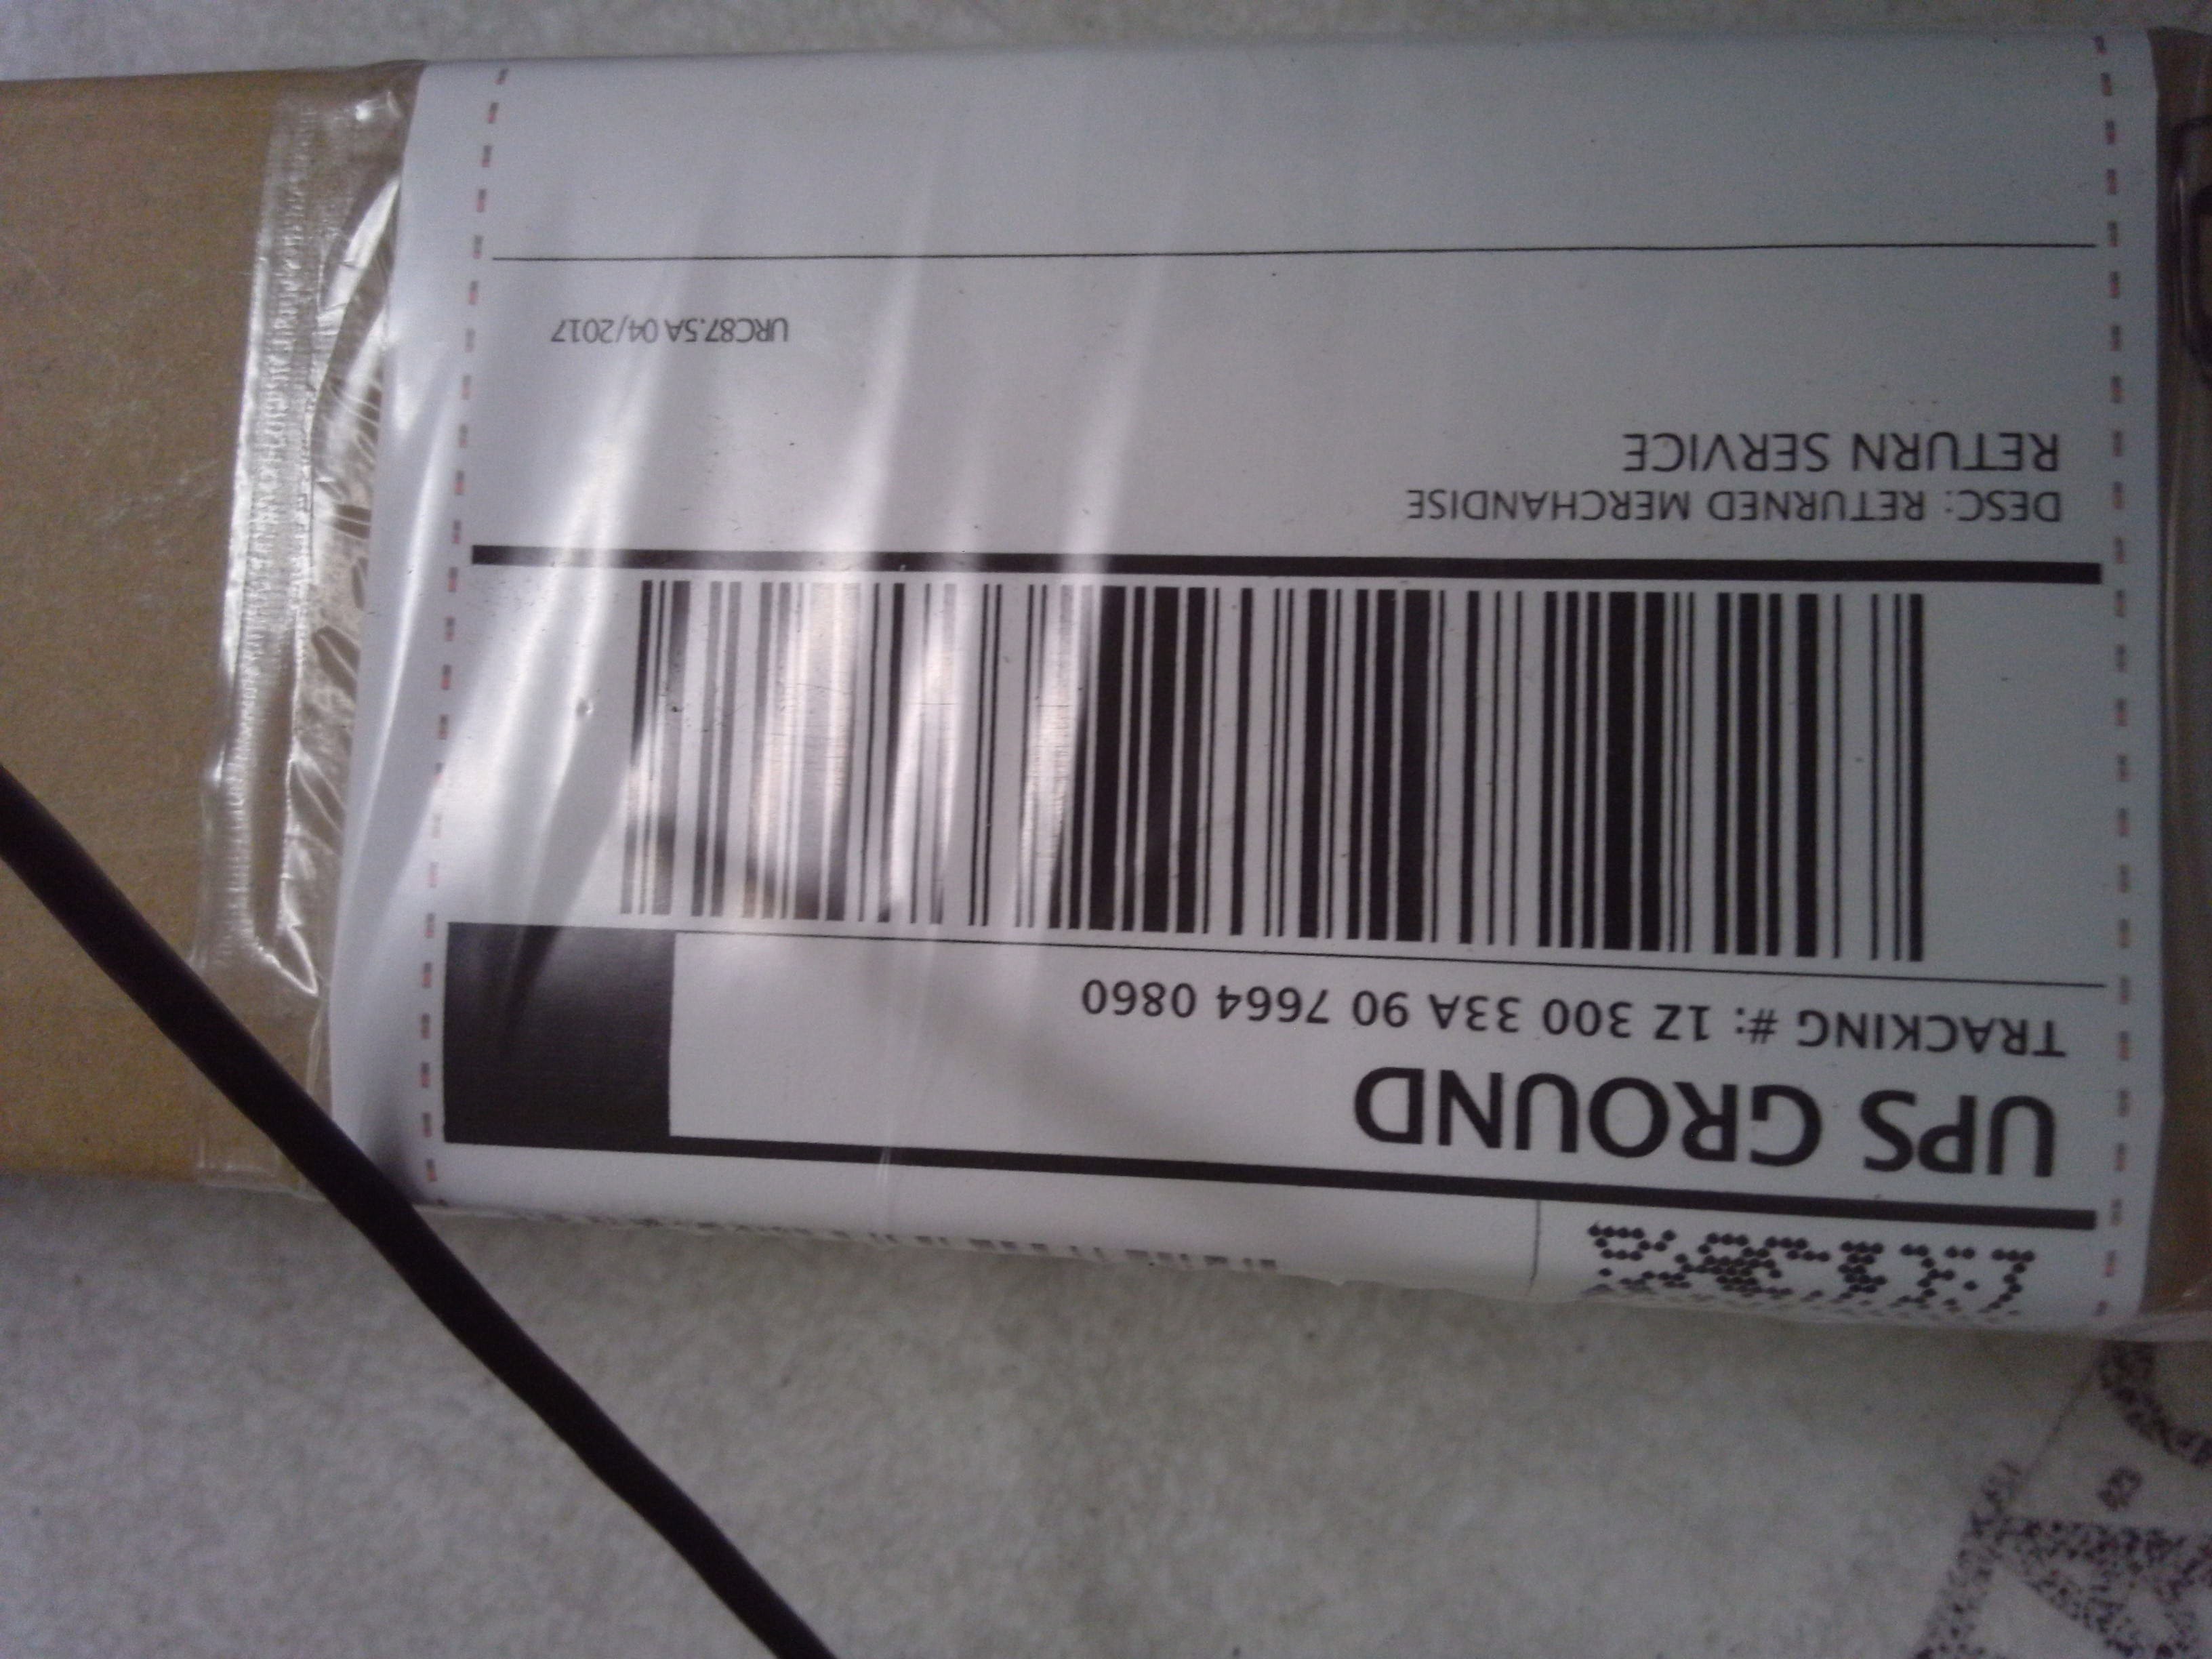 UPS GROUND
TRACKING #: 1Z 300 33A 90 7664 0860
DESC: RETURNED MERCHANDISE
RETURN SERVICE
URC87.5A 04/2017